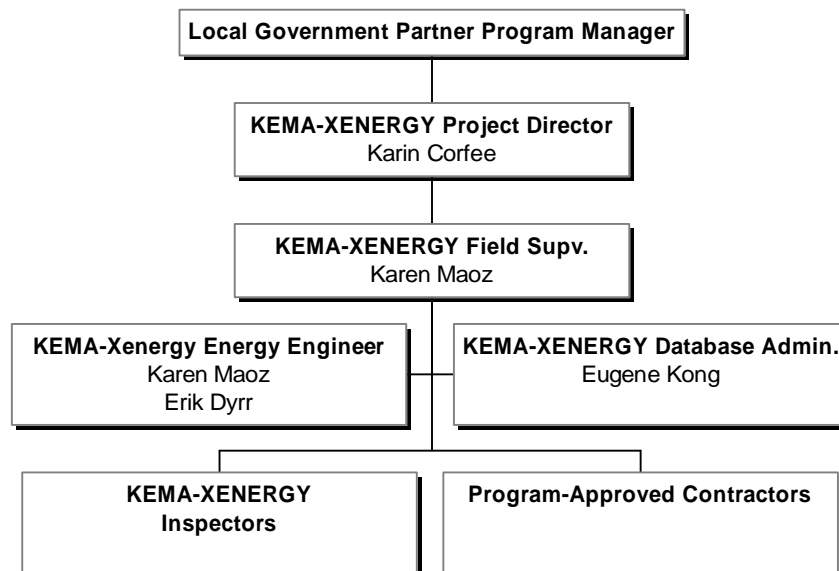 Local Government Partner Program Manager
KEMA-XENERGY Project Director
Karin Corfee
KEMA-XENERGY Field Supv.
Karen Maoz
KEMA-Xenergy Energy Engineer
Karen Maoz
Erik Dyrr
KEMA-XENERGY Database Admin.
Eugene Kong
KEMA-XENERGY
Inspectors
Program-Approved Contractors